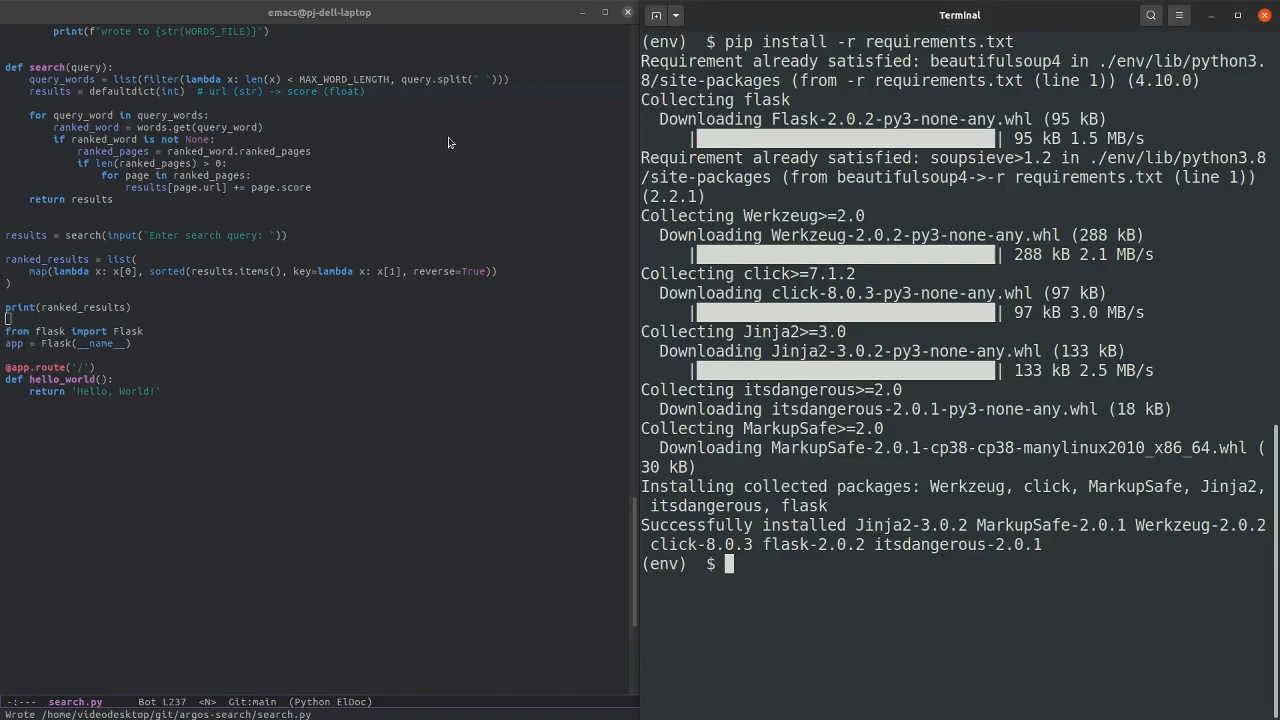 emacs@pj-dell-laptop
print(f"wrote to {str(WORDS_FILE)}")
def search(query):
query_words = list(filter(lambda x: len(x) < MAX_WORD_LENGTH, query.split(" ")))
results = defaultdict(int)  # url (str) -> score (float)
for query_word in query_words:
ranked_word = words.get(query_word)
if ranked_word is not None:
ranked_pages = ranked_word.ranked_pages
if len(ranked_pages) > 0:
for page in ranked_pages:
results[page.url] += page.score
return results
results = search(input("Enter search query: "))
ranked_results = list(
map(lambda x: x[0], sorted(results.items(), key=lambda x: x[1], reverse=True))
)
print(ranked_results)
from flask import Flask
app = Flask(__name__)
@app.route('/')
def hello_world():
return 'Hello, World!'
-:---  search.py      Bot L237  <N>  Git:main  (Python ElDoc)
Wrote /home/videodesktop/git/argos-search/search.py
Terminal
(env)  $ pip install -r requirements.txt
Requirement already satisfied: beautifulsoup4 in ./env/lib/python3.
8/site-packages (from -r requirements.txt (line 1)) (4.10.0)
Collecting flask
Downloading Flask-2.0.2-py3-none-any.whl (95 kB)
|████████████████████████████████| 95 kB 1.5 MB/s
Requirement already satisfied: soupsieve>1.2 in ./env/lib/python3.8
/site-packages (from beautifulsoup4->-r requirements.txt (line 1))
(2.2.1)
Collecting Werkzeug>=2.0
Downloading Werkzeug-2.0.2-py3-none-any.whl (288 kB)
|████████████████████████████████| 288 kB 2.1 MB/s
Collecting click>=7.1.2
Downloading click-8.0.3-py3-none-any.whl (97 kB)
|████████████████████████████████| 97 kB 3.0 MB/s
Collecting Jinja2>=3.0
Downloading Jinja2-3.0.2-py3-none-any.whl (133 kB)
|████████████████████████████████| 133 kB 2.5 MB/s
Collecting itsdangerous>=2.0
Downloading itsdangerous-2.0.1-py3-none-any.whl (18 kB)
Collecting MarkupSafe>=2.0
Downloading MarkupSafe-2.0.1-cp38-cp38-manylinux2010_x86_64.whl (
30 kB)
Installing collected packages: Werkzeug, click, MarkupSafe, Jinja2,
itsdangerous, flask
Successfully installed Jinja2-3.0.2 MarkupSafe-2.0.1 Werkzeug-2.0.2
click-8.0.3 flask-2.0.2 itsdangerous-2.0.1
(env)  $